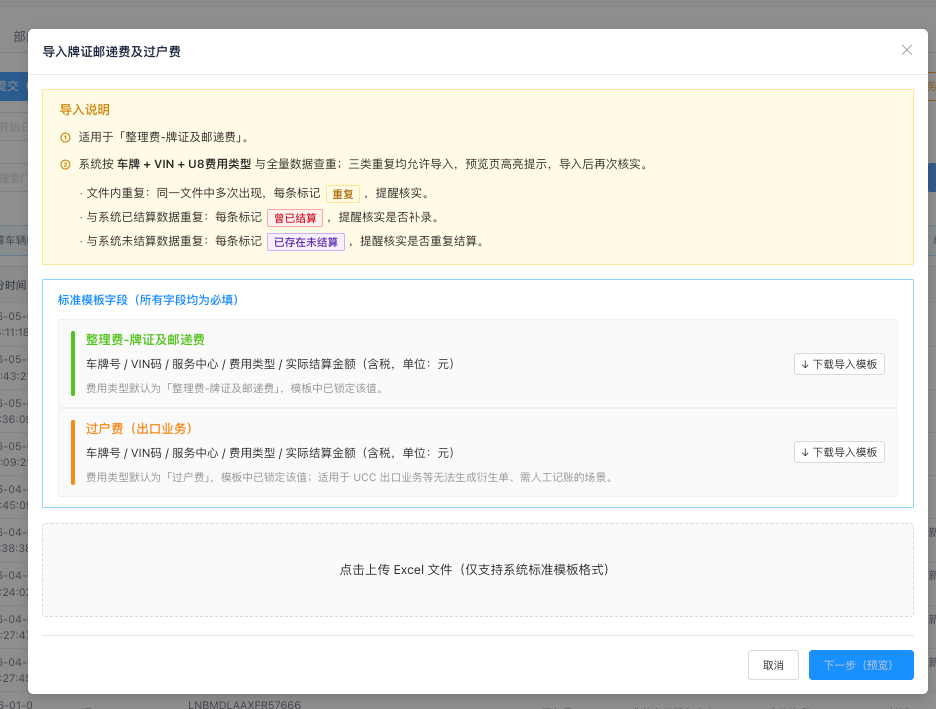 部
导入牌证邮递费及过户费
提交
开始日
导入说明
① 适用于「整理费-牌证及邮递费」。
② 系统按 车牌 + VIN + U8费用类型 与全量数据查重；三类重复均允许导入，预览页高亮提示，导入后再次核实。
· 文件内重复：同一文件中多次出现，每条标记 重复 ，提醒核实。
· 与系统已结算数据重复：每条标记 曾已结算 ，提醒核实是否补录。
· 与系统未结算数据重复：每条标记 已存在未结算 ，提醒核实是否重复结算。
标准模板字段（所有字段均为必填）
整理费-牌证及邮递费
车牌号 / VIN码 / 服务中心 / 费用类型 / 实际结算金额（含税，单位：元）
费用类型默认为「整理费-牌证及邮递费」，模板中已锁定该值。
↓ 下载导入模板
过户费（出口业务）
车牌号 / VIN码 / 服务中心 / 费用类型 / 实际结算金额（含税，单位：元）
费用类型默认为「过户费」，模板中已锁定该值；适用于 UCC 出口业务等无法生成衍生单、需人工记账的场景。
↓ 下载导入模板
点击上传 Excel 文件（仅支持系统标准模板格式）
取消
下一步（预览）
LNBMDLAAXFR57666